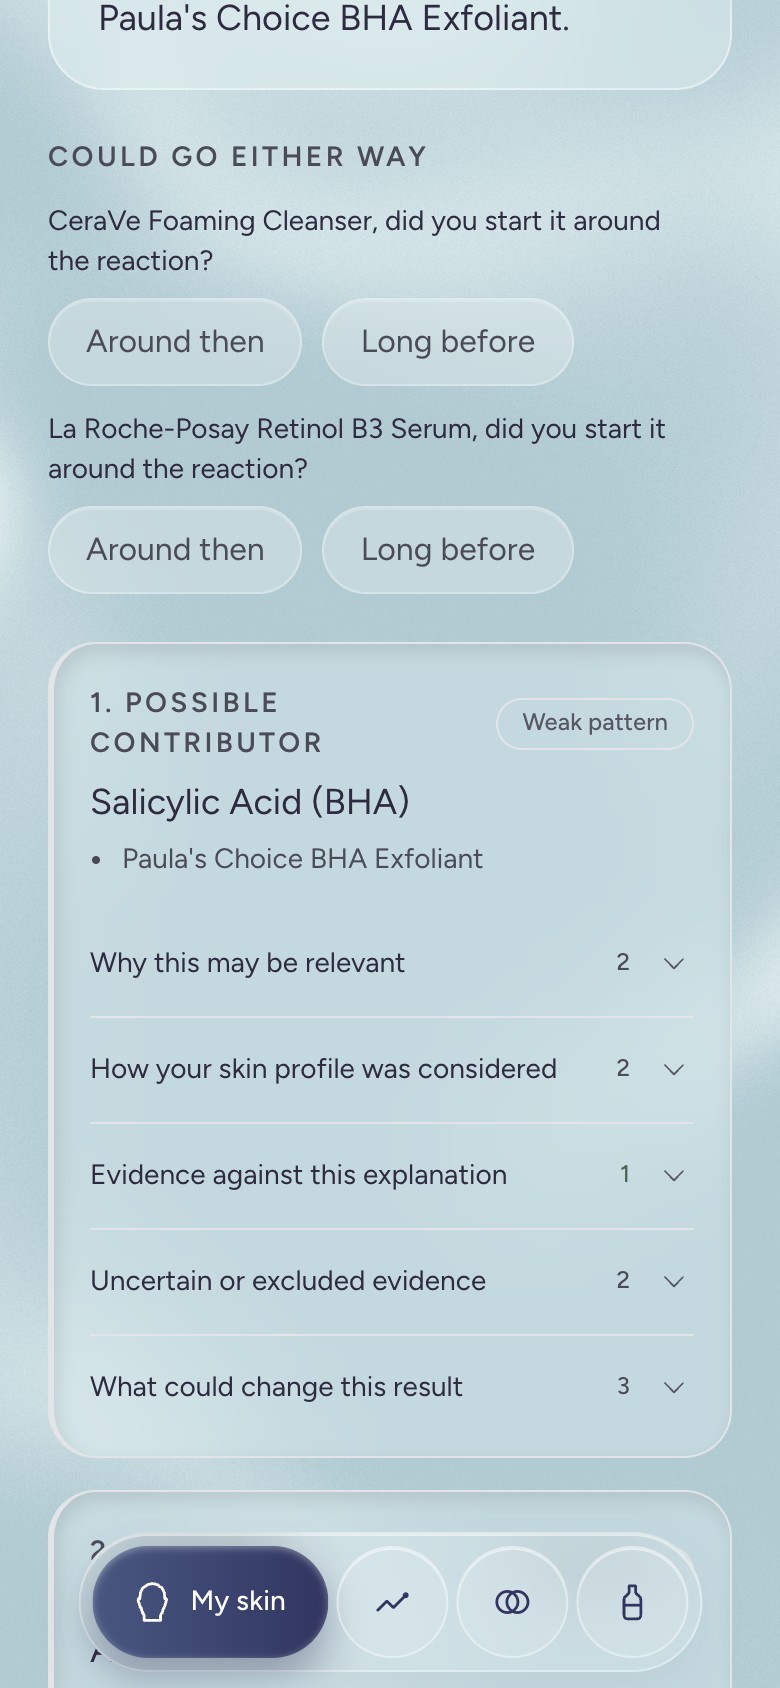 Paula's Choice BHA Exfoliant.
COULD GO EITHER WAY
CeraVe Foaming Cleanser, did you start it around
the reaction?
Around then
Long before
La Roche-Posay Retinol B3 Serum, did you start it
around the reaction?
Around then
Long before
1. POSSIBLE
CONTRIBUTOR
Weak pattern
Salicylic Acid (BHA)
• Paula's Choice BHA Exfoliant
Why this may be relevant 2
How your skin profile was considered 2
Evidence against this explanation 1
Uncertain or excluded evidence 2
What could change this result 3
My skin